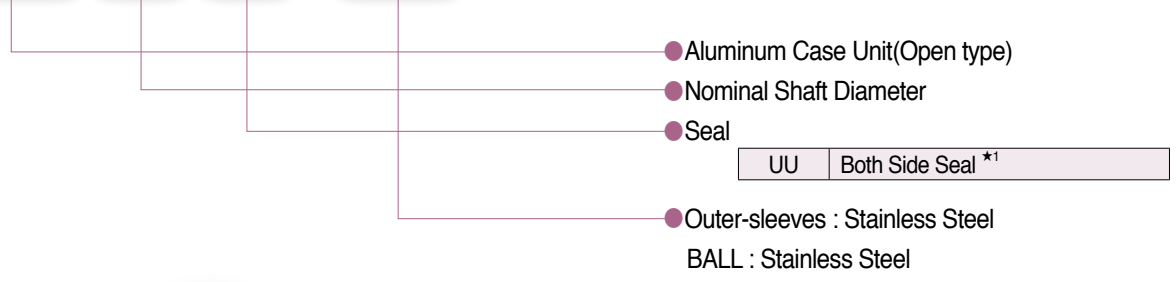 Aluminum Case Unit(Open type)
Nominal Shaft Diameter
Seal
UU Both Side Seal ★1
Outer-sleeves : Stainless Steel
BALL : Stainless Steel